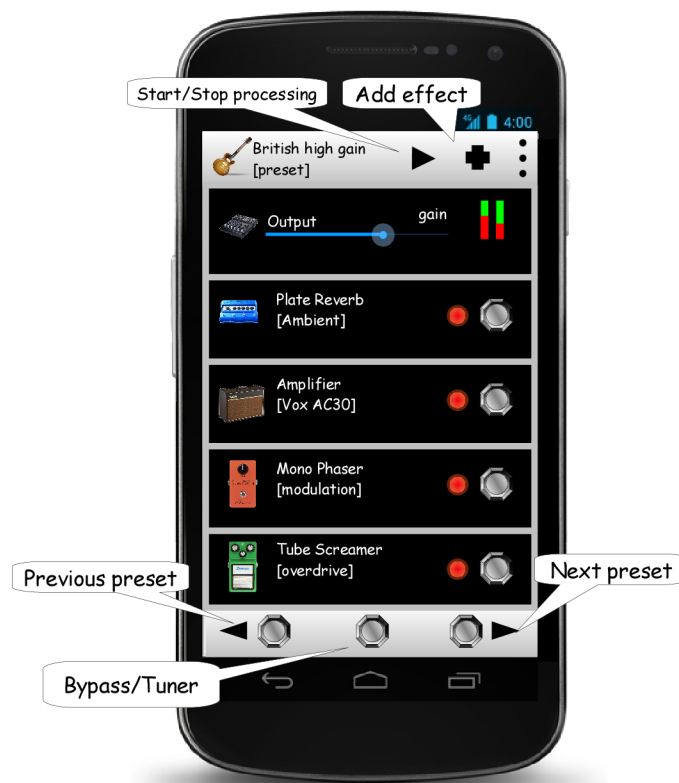 Start/Stop processing
Add effect
4G
4:00
British high gain
[preset]
Output
gain
Plate Reverb
[Ambient]
Amplifier
[Vox AC30]
Mono Phaser
[modulation]
Tube Screamer
[overdrive]
Previous preset
Next preset
Bypass/Tuner